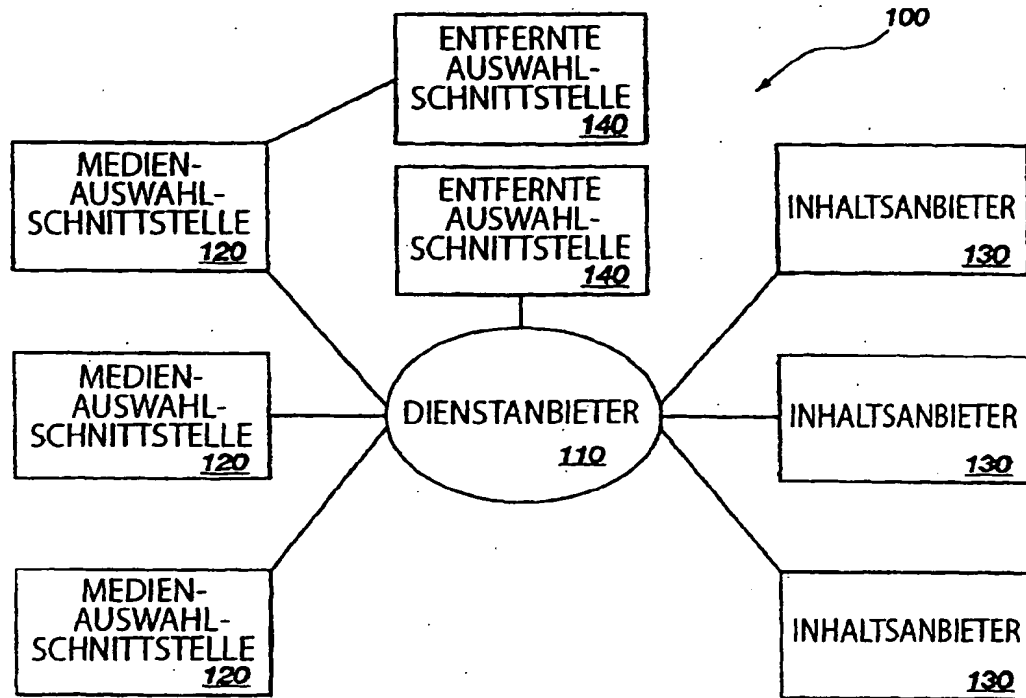 100
ENTFERNTE
AUSWAHL-
SCHNITTSTELLE
140
MEDIEN-
AUSWAHL-
SCHNITTSTELLE
120
ENTFERNTE
AUSWAHL-
SCHNITTSTELLE
140
INHALTSANBIETER
130
MEDIEN-
AUSWAHL-
SCHNITTSTELLE
120
DIENSTANBIETER
110
INHALTSANBIETER
130
MEDIEN-
AUSWAHL-
SCHNITTSTELLE
120
INHALTSANBIETER
130